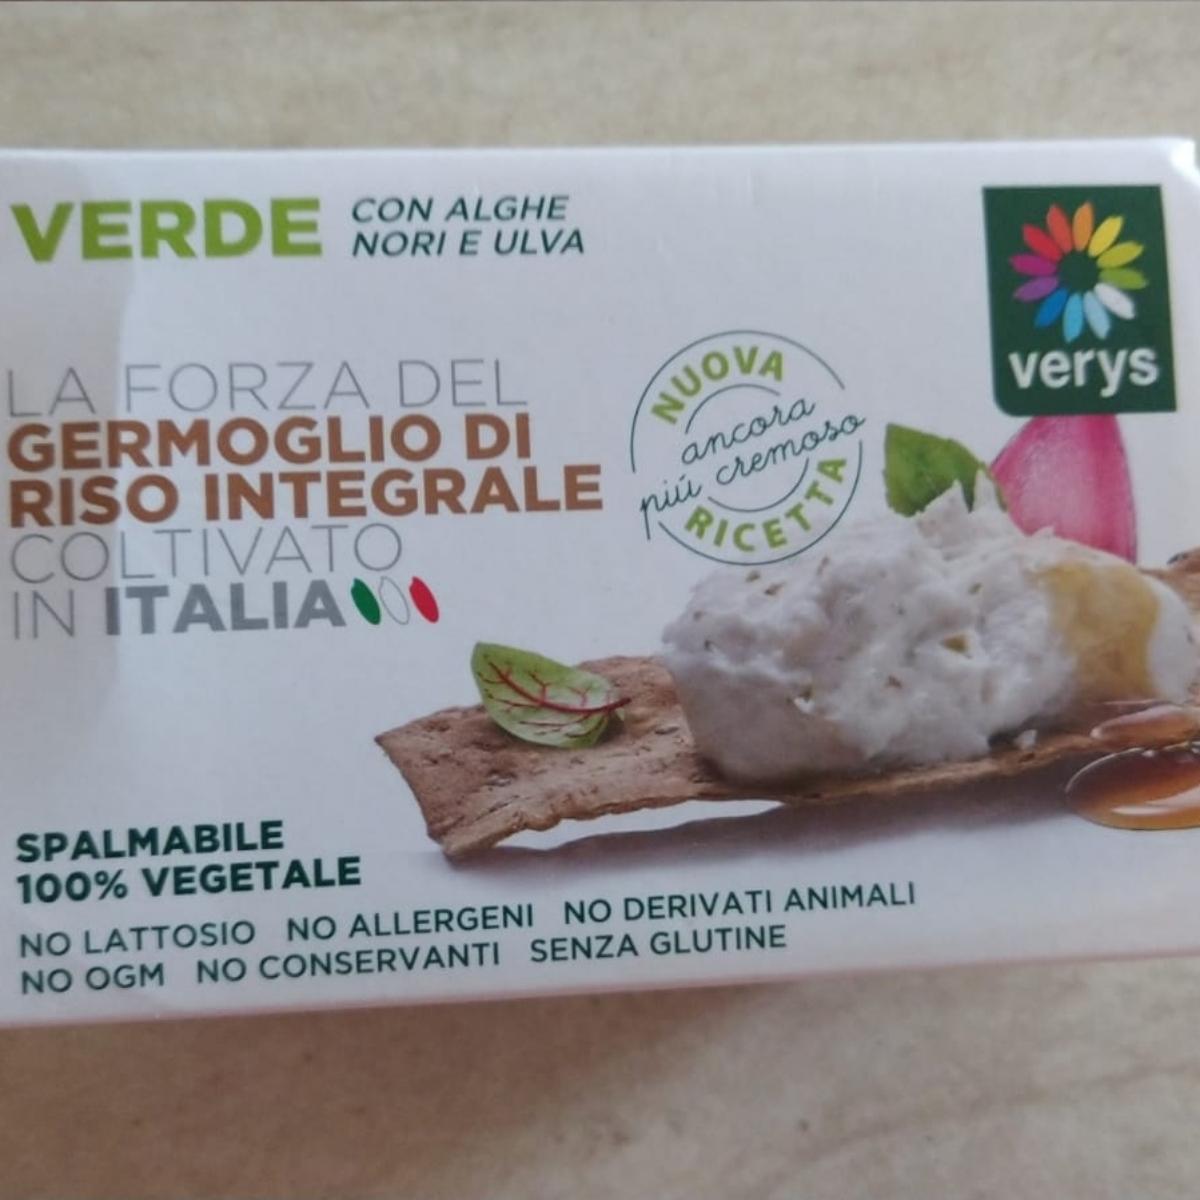 VERDE
CON ALGHE
NORI E ULVA
verys
LA FORZA DEL
GERMOGLIO DI
RISO INTEGRALE
COLTIVATO
IN ITALIA
NUOVA
ancora
più cremoso
RICETTA
SPALMABILE
100% VEGETALE
NO LATTOSIO NO ALLERGENI NO DERIVATI ANIMALI
NO OGM NO CONSERVANTI SENZA GLUTINE